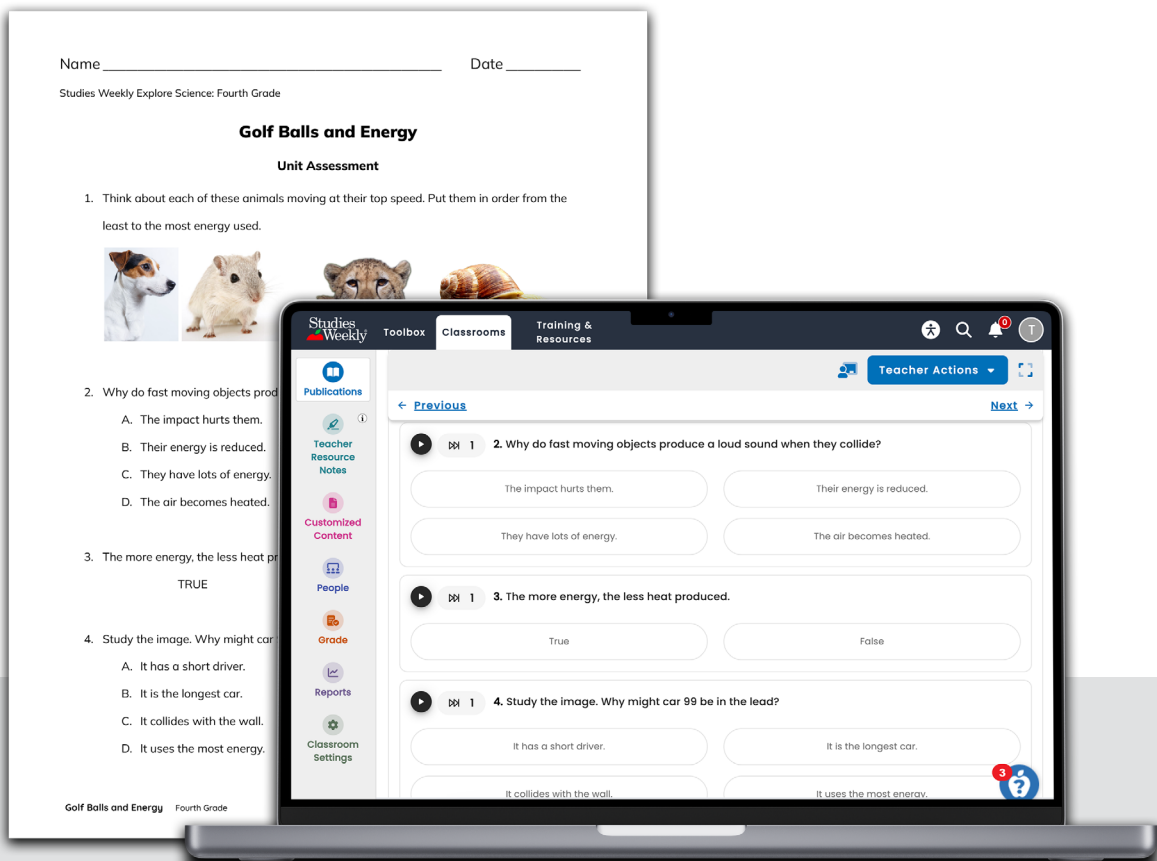 Name Date
Studies Weekly Explore Science: Fourth Grade
Golf Balls and Energy
Unit Assessment
1. Think about each of these animals moving at their top speed. Put them in order from the
least to the most energy used.
2. Why do fast moving objects prod
A. The impact hurts them.
B. Their energy is reduced.
C. They have lots of energy.
D. The air becomes heated.
3. The more energy, the less heat pr
TRUE
4. Study the image. Why might car
A. It has a short driver.
B. It is the longest car.
C. It collides with the wall.
D. It uses the most energy.
Golf Balls and Energy Fourth Grade
Studies
Weekly
Toolbox
Classrooms
Training &
Resources
0
T
Publications
Teacher
Resource
Notes
Customized
Content
People
Grade
Reports
Classroom
Settings
Teacher Actions
← Previous
Next →
1 2. Why do fast moving objects produce a loud sound when they collide?
The impact hurts them.
Their energy is reduced.
They have lots of energy.
The air becomes heated.
1 3. The more energy, the less heat produced.
True
False
1 4. Study the image. Why might car 99 be in the lead?
It has a short driver.
It is the longest car.
It collides with the wall.
It uses the most energy.
3
?